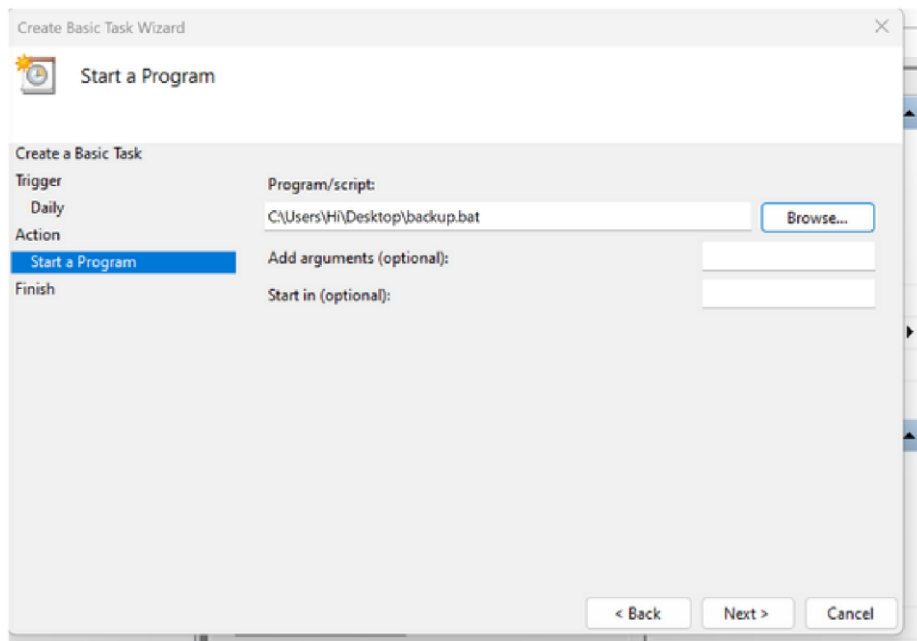 Create Basic Task Wizard
Start a Program
Create a Basic Task
Trigger
Daily
Action
Start a Program
Finish
Program/script:
C:\Users\Hi\Desktop\backup.bat
Browse...
Add arguments (optional):
Start in (optional):
< Back
Next >
Cancel